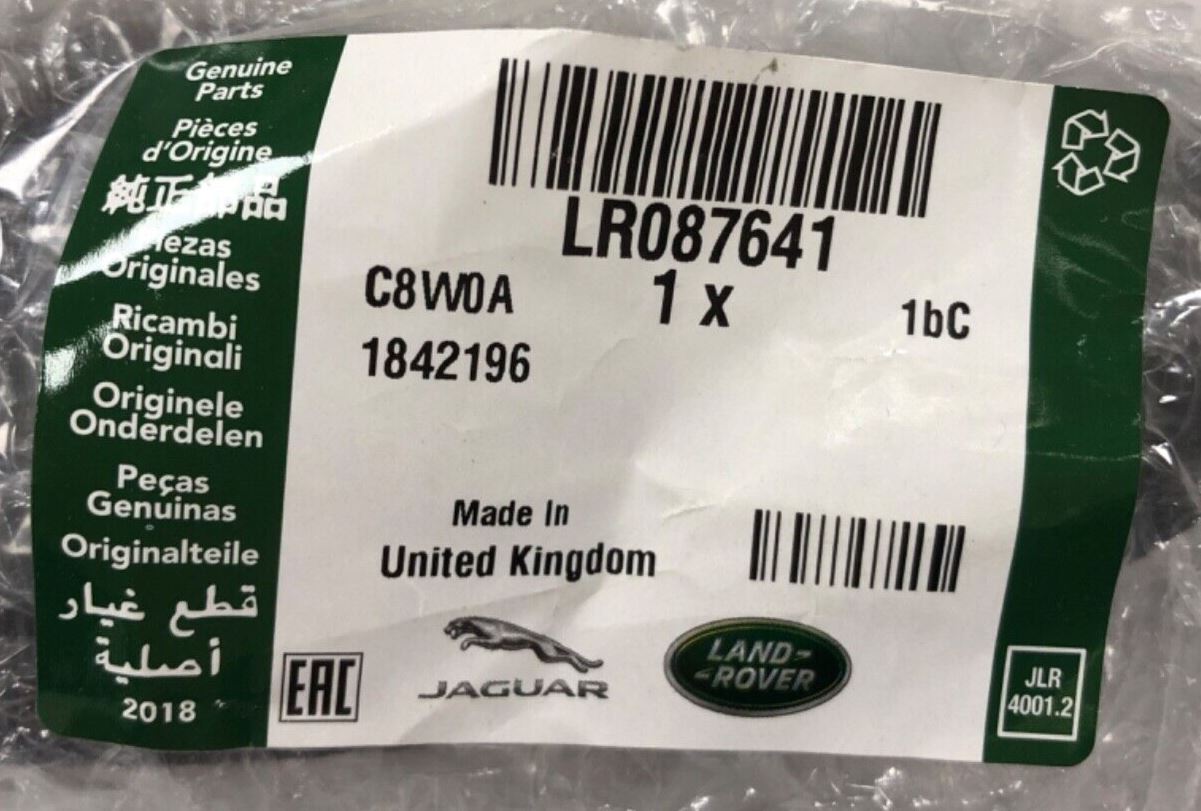 Genuine
Parts
Pièces
d'Origine
純正部品
Piezas
Originales
Ricambi
Originali
Originele
Onderdelen
Peças
Genuinas
Originalteile
قطع غيار
أصلية
2018
LR087641
C8W0A 1 x 1bC
1842196
Made In
United Kingdom
EAC
JAGUAR
LAND-
-ROVER
JLR
4001.2